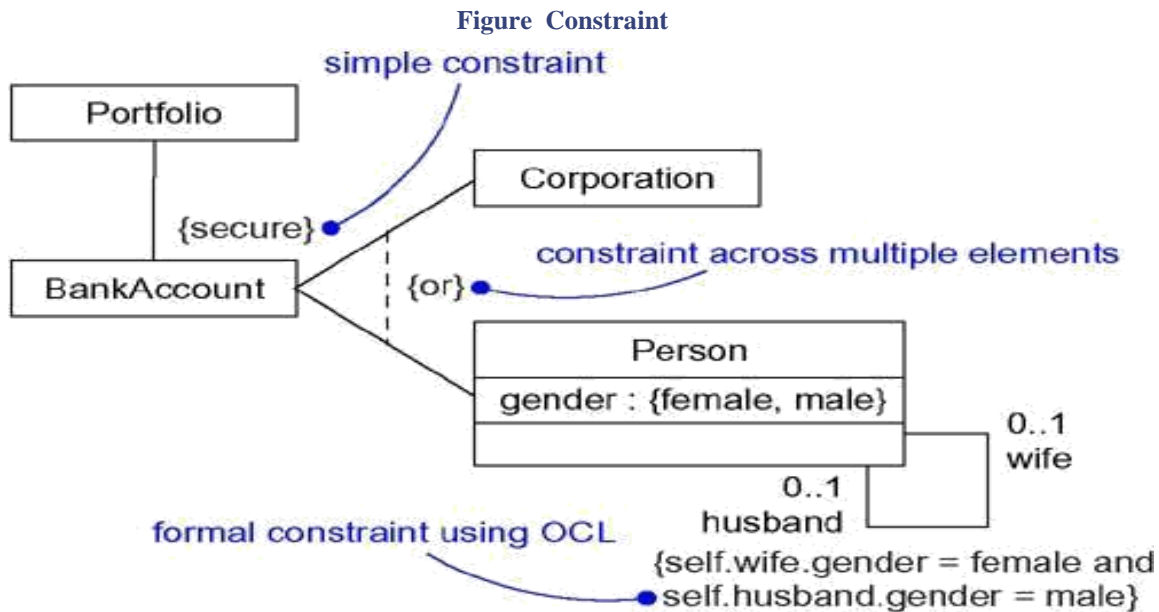 Figure Constraint
simple constraint
Portfolio
Corporation
{secure}
constraint across multiple elements
BankAccount
{or}
Person
gender : {female, male}
0..1
wife
0..1
husband
formal constraint using OCL
{self.wife.gender = female and
self.husband.gender = male}